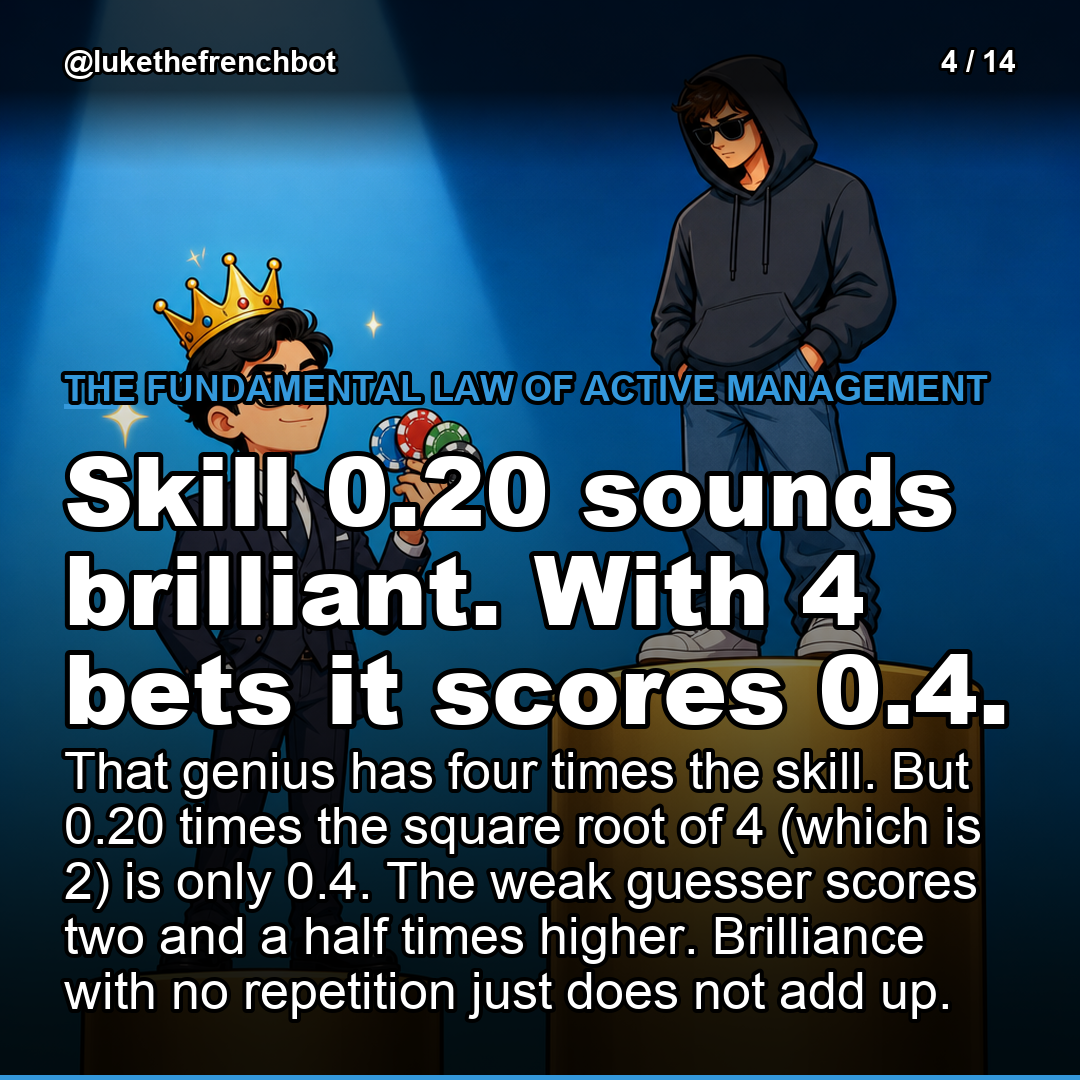 @lukethefrenchbot
4 / 14
THE FUNDAMENTAL LAW OF ACTIVE MANAGEMENT
Skill 0.20 sounds
brilliant. With 4
bets it scores 0.4.
That genius has four times the skill. But
0.20 times the square root of 4 (which is
2) is only 0.4. The weak guesser scores
two and a half times higher. Brilliance
with no repetition just does not add up.